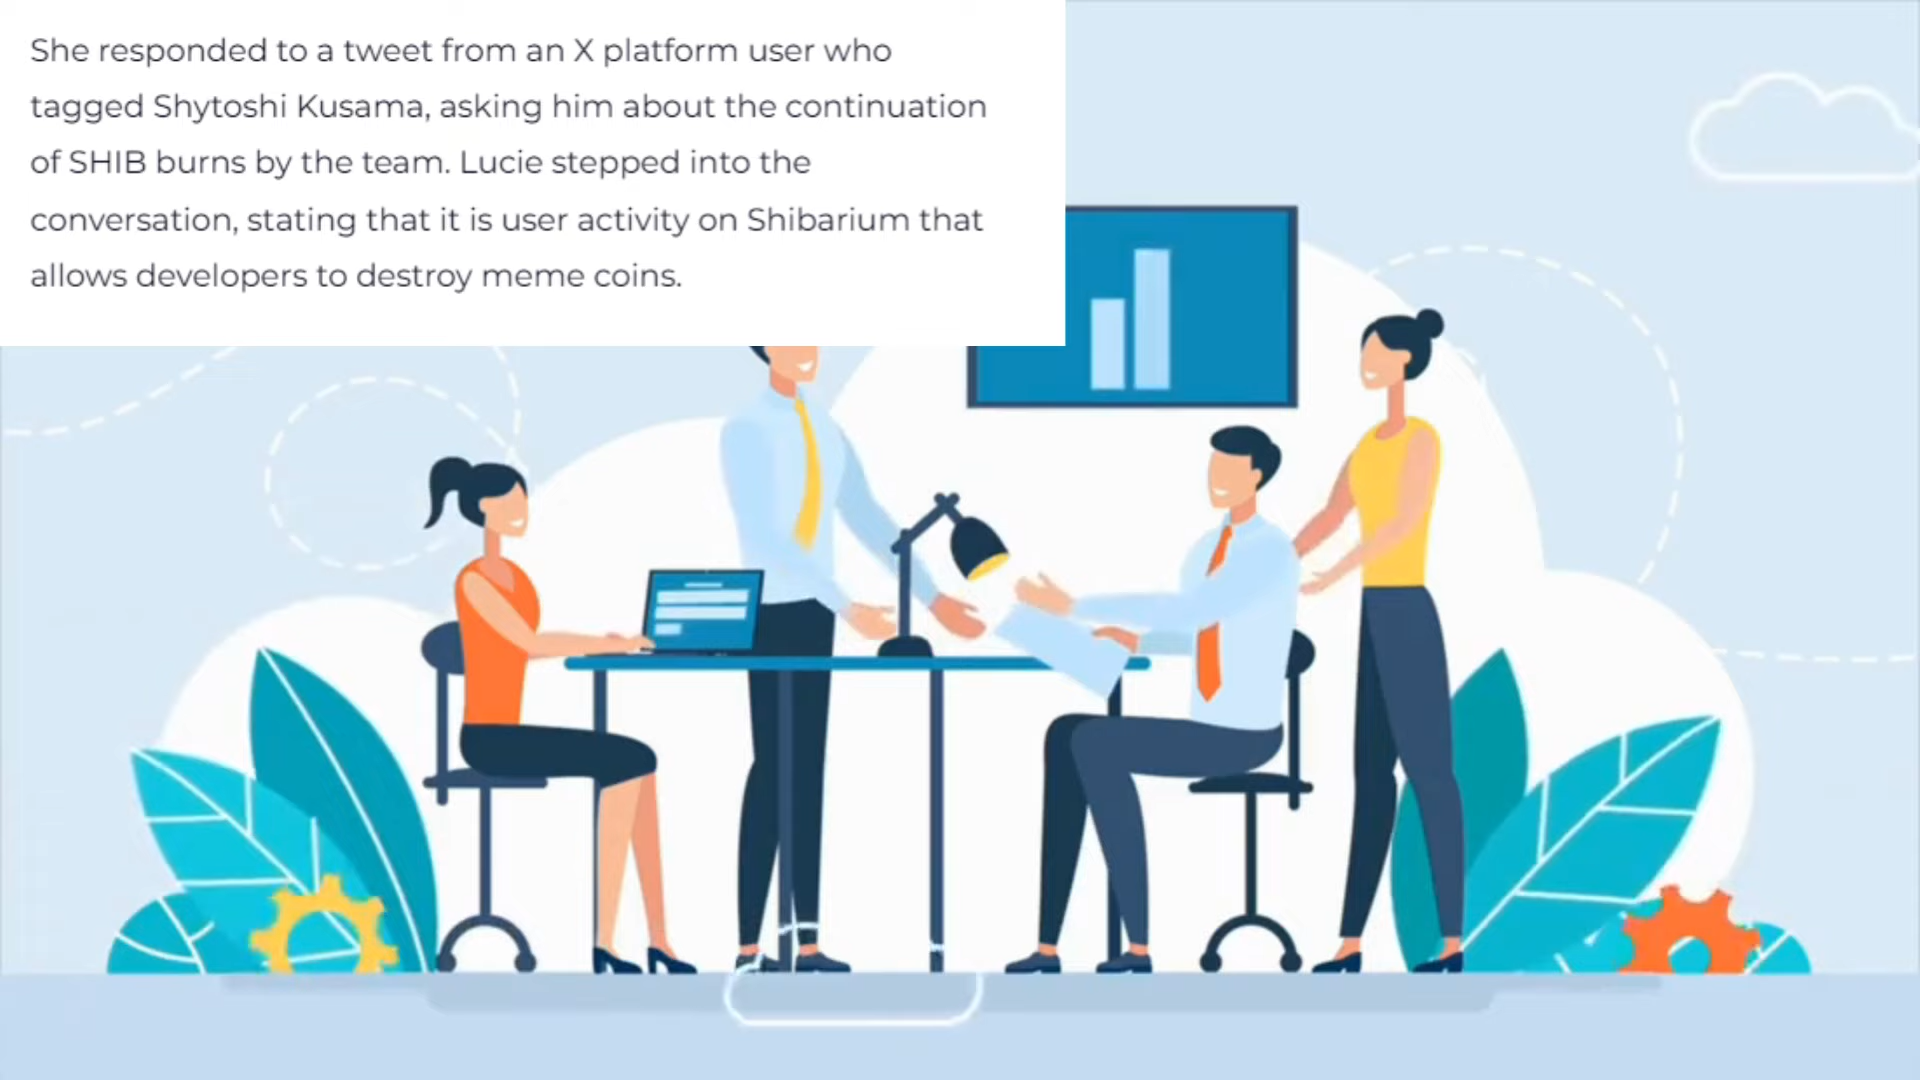 She responded to a tweet from an X platform user who
tagged Shytoshi Kusama, asking him about the continuation
of SHIB burns by the team. Lucie stepped into the
conversation, stating that it is user activity on Shibarium that
allows developers to destroy meme coins.